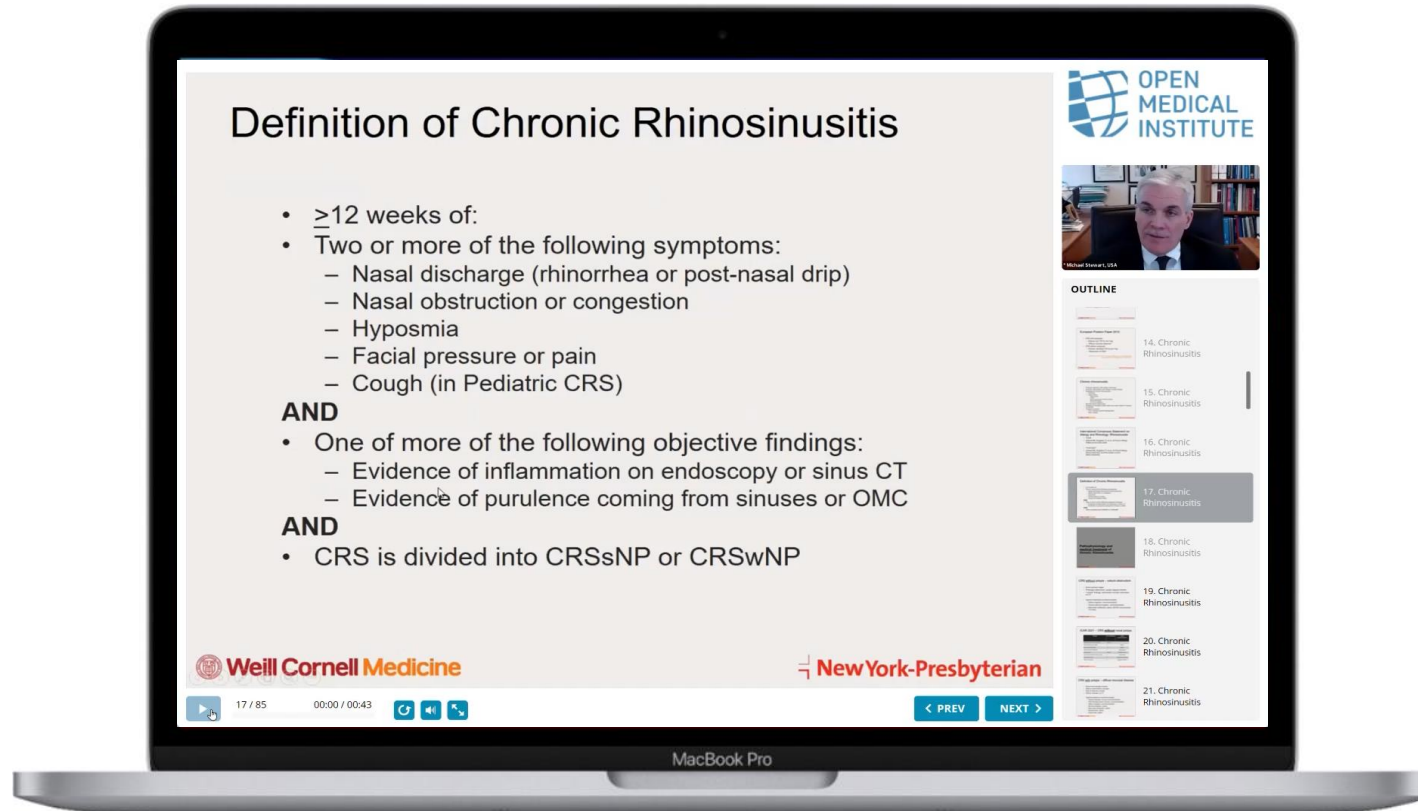 Definition of Chronic Rhinosinusitis
• >12 weeks of:
• Two or more of the following symptoms:
– Nasal discharge (rhinorrhea or post-nasal drip)
– Nasal obstruction or congestion
– Hyposmia
– Facial pressure or pain
– Cough (in Pediatric CRS)
AND
• One of more of the following objective findings:
– Evidence of inflammation on endoscopy or sinus CT
– Evidence of purulence coming from sinuses or OMC
AND
• CRS is divided into CRSsNP or CRSwNP
Weill Cornell Medicine
NewYork-Presbyterian
17 / 85
00:00 / 00:43
< PREV
NEXT >
OPEN
MEDICAL
INSTITUTE
* Michael Stewart, USA
OUTLINE
14. Chronic
Rhinosinusitis
15. Chronic
Rhinosinusitis
16. Chronic
Rhinosinusitis
17. Chronic
Rhinosinusitis
18. Chronic
Rhinosinusitis
19. Chronic
Rhinosinusitis
20. Chronic
Rhinosinusitis
21. Chronic
Rhinosinusitis
MacBook Pro